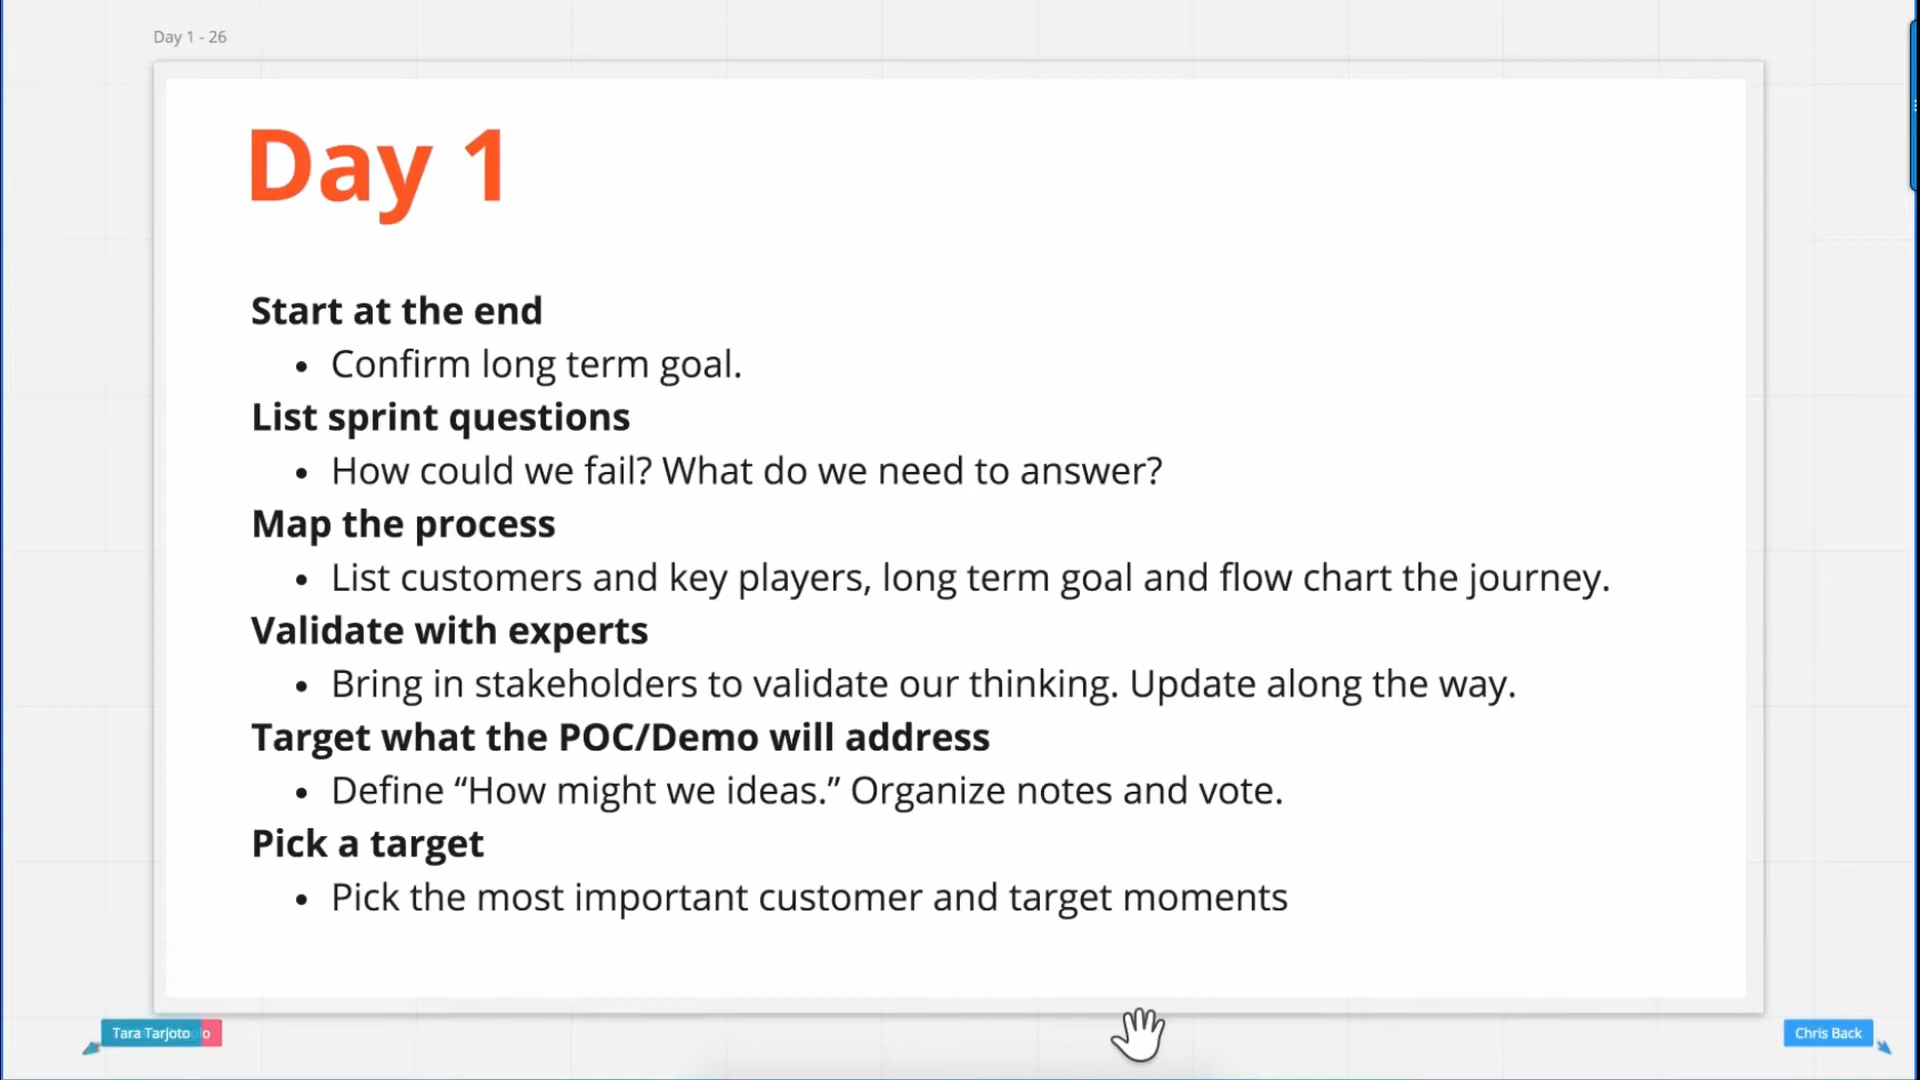 Day 1 - 26
Day 1
Start at the end
• Confirm long term goal.
List sprint questions
• How could we fail? What do we need to answer?
Map the process
• List customers and key players, long term goal and flow chart the journey.
Validate with experts
• Bring in stakeholders to validate our thinking. Update along the way.
Target what the POC/Demo will address
• Define “How might we ideas.” Organize notes and vote.
Pick a target
• Pick the most important customer and target moments
Tara Tarjoto
Chris Back